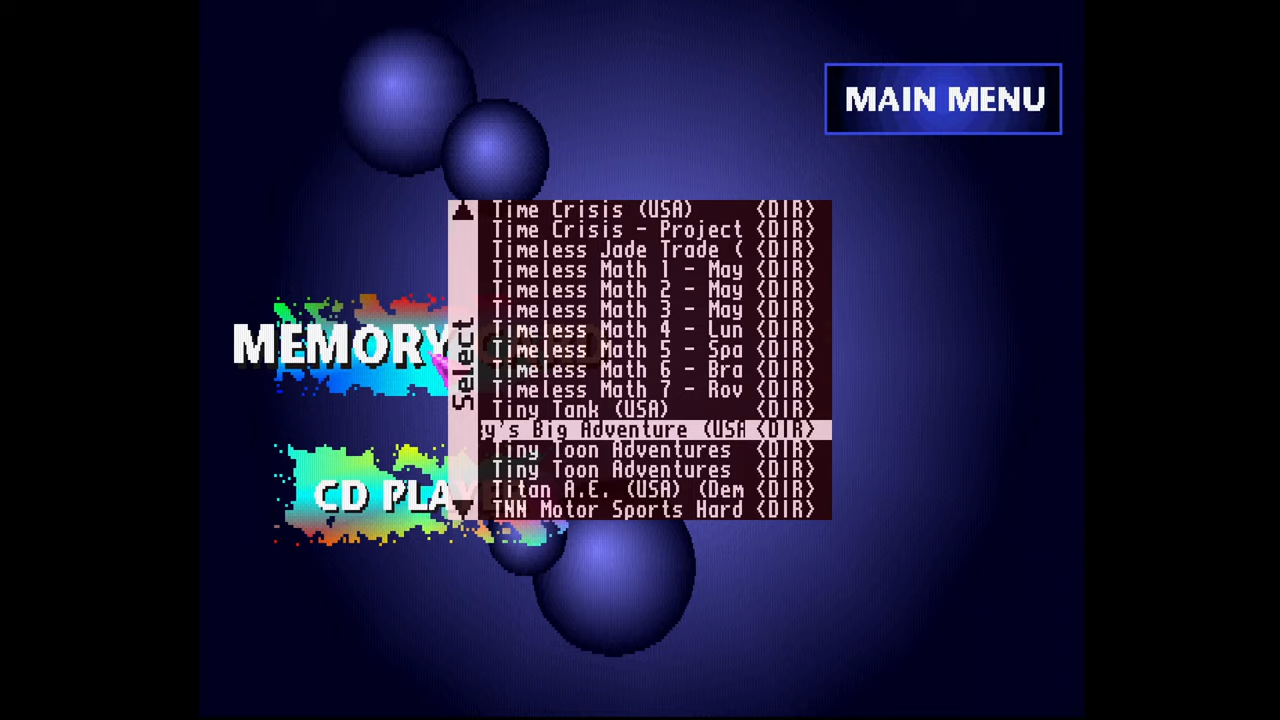 MAIN MENU
Time Crisis (USA) <DIR>
Time Crisis - Project <DIR>
Timeless Jade Trade ( <DIR>
Timeless Math 1 - May <DIR>
Timeless Math 2 - May <DIR>
Timeless Math 3 - May <DIR>
Timeless Math 4 - Lun <DIR>
Timeless Math 5 - Spa <DIR>
Timeless Math 6 - Bra <DIR>
Timeless Math 7 - Rov <DIR>
Tiny Tank (USA) <DIR>
y's Big Adventure (USA <DIR>
Tiny Toon Adventures <DIR>
Tiny Toon Adventures <DIR>
Titan A.E. (USA) (Dem <DIR>
TNN Motor Sports Hard <DIR>
Select
MEMORY
CD PLAY